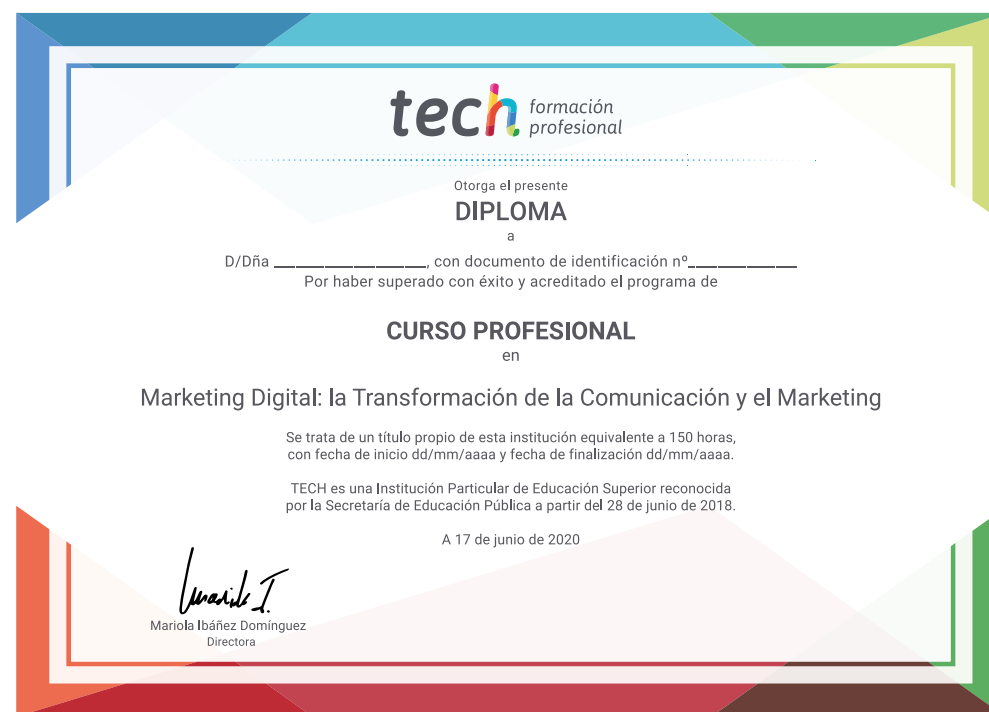 tech formación
profesional
Otorga el presente
DIPLOMA
a
D/Dña ____________________, con documento de identificación nº______________
Por haber superado con éxito y acreditado el programa de
CURSO PROFESIONAL
en
Marketing Digital: la Transformación de la Comunicación y el Marketing
Se trata de un título propio de esta institución equivalente a 150 horas,
con fecha de inicio dd/mm/aaaa y fecha de finalización dd/mm/aaaa.
TECH es una Institución Particular de Educación Superior reconocida
por la Secretaría de Educación Pública a partir del 28 de junio de 2018.
A 17 de junio de 2020
Mariola Ibáñez Domínguez
Directora